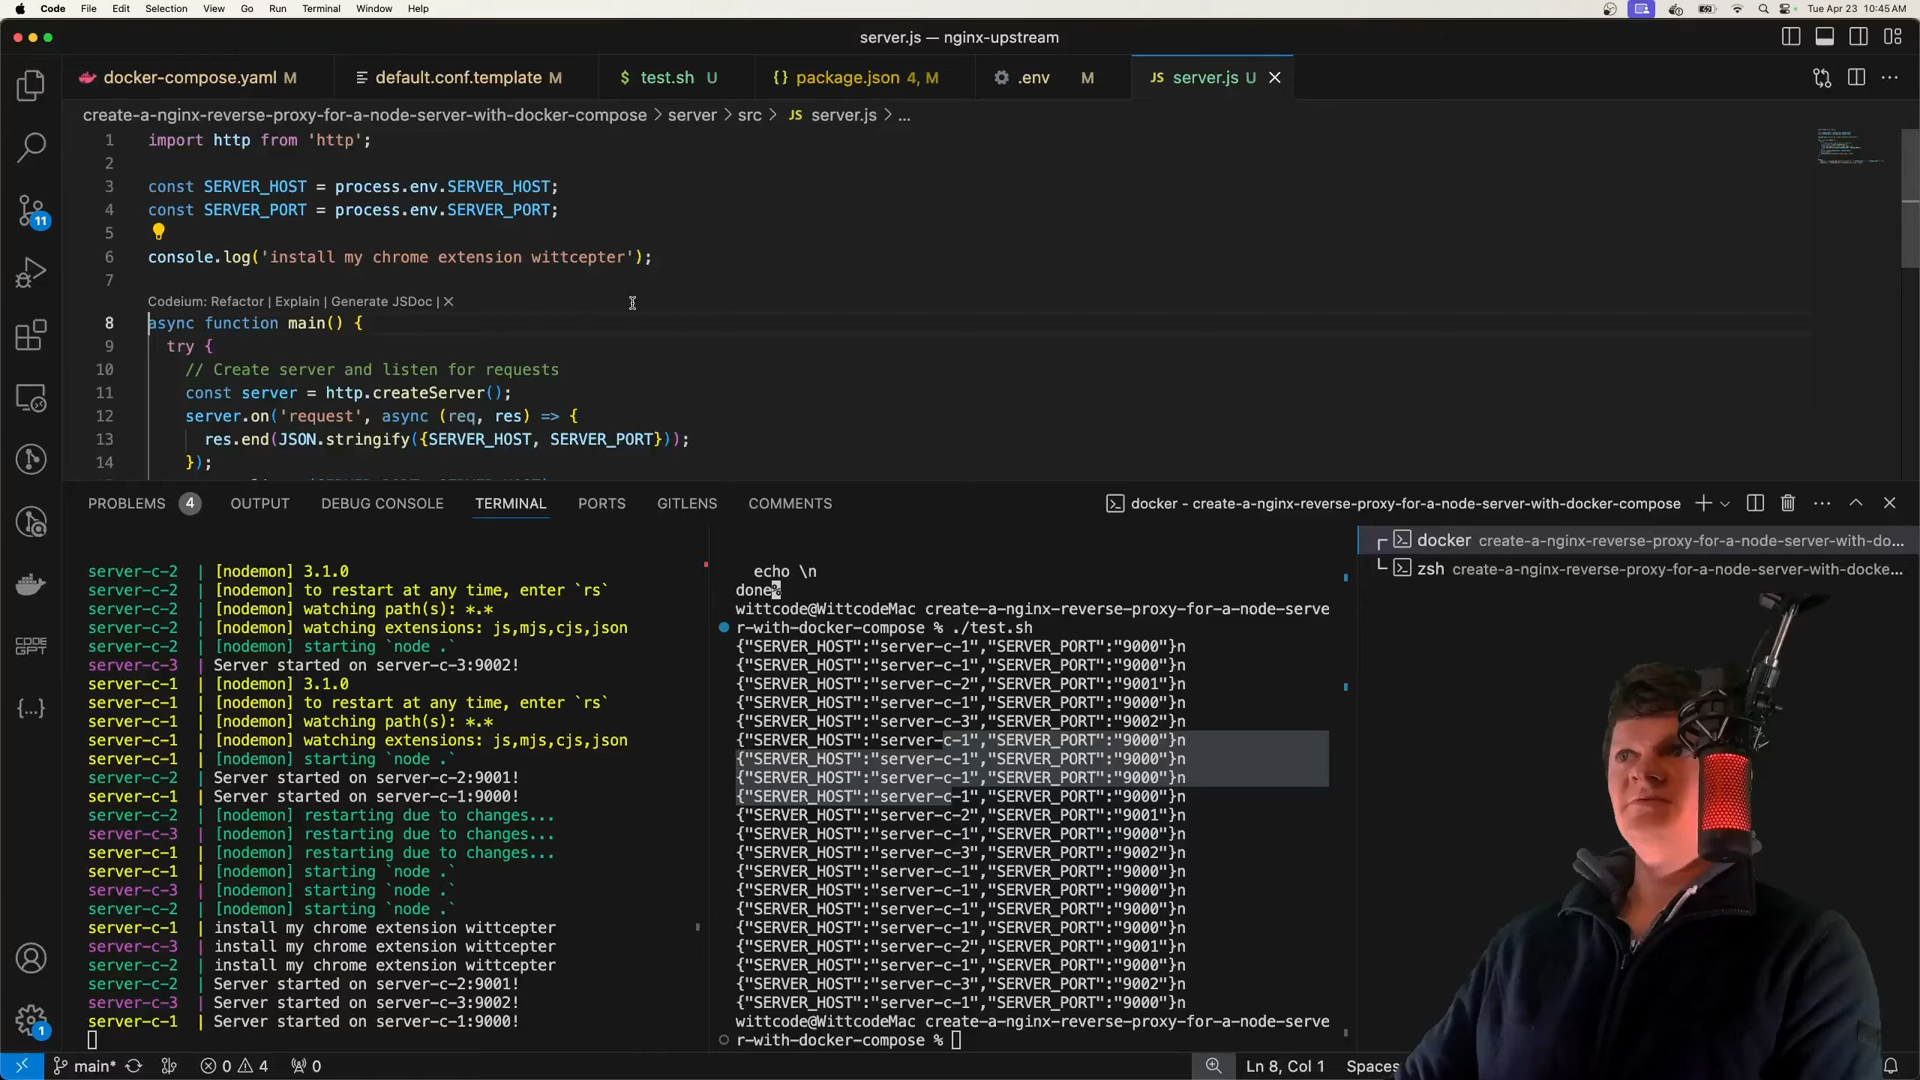 Code File Edit Selection View Go Run Terminal Window Help Tue Apr 23 10:45 AM
server.js — nginx-upstream
docker-compose.yaml M default.conf.template M $ test.sh U {} package.json 4, M .env M JS server.js U
create-a-nginx-reverse-proxy-for-a-node-server-with-docker-compose > server > src > JS server.js > ...
1 import http from 'http';
2
3 const SERVER_HOST = process.env.SERVER_HOST;
4 const SERVER_PORT = process.env.SERVER_PORT;
5
6 console.log('install my chrome extension wittcepter');
7
Codeium: Refactor | Explain | Generate JSDoc | ×
8 async function main() {
9 try {
10 // Create server and listen for requests
11 const server = http.createServer();
12 server.on('request', async (req, res) => {
13 res.end(JSON.stringify({SERVER_HOST, SERVER_PORT}));
14 });
PROBLEMS 4 OUTPUT DEBUG CONSOLE TERMINAL PORTS GITLENS COMMENTS docker - create-a-nginx-reverse-proxy-for-a-node-server-with-docker-compose
server-c-2 | [nodemon] 3.1.0
server-c-2 | [nodemon] to restart at any time, enter `rs`
server-c-2 | [nodemon] watching path(s): *.*
server-c-2 | [nodemon] watching extensions: js,mjs,cjs,json
server-c-2 | [nodemon] starting `node .`
server-c-3 | Server started on server-c-3:9002!
server-c-1 | [nodemon] 3.1.0
server-c-1 | [nodemon] to restart at any time, enter `rs`
server-c-1 | [nodemon] watching path(s): *.*
server-c-1 | [nodemon] watching extensions: js,mjs,cjs,json
server-c-1 | [nodemon] starting `node .`
server-c-2 | Server started on server-c-2:9001!
server-c-1 | Server started on server-c-1:9000!
server-c-2 | [nodemon] restarting due to changes...
server-c-3 | [nodemon] restarting due to changes...
server-c-1 | [nodemon] restarting due to changes...
server-c-1 | [nodemon] starting `node .`
server-c-3 | [nodemon] starting `node .`
server-c-2 | [nodemon] starting `node .`
server-c-1 | install my chrome extension wittcepter
server-c-3 | install my chrome extension wittcepter
server-c-2 | install my chrome extension wittcepter
server-c-2 | Server started on server-c-2:9001!
server-c-3 | Server started on server-c-3:9002!
server-c-1 | Server started on server-c-1:9000!
echo \n
done%
wittcode@WittcodeMac create-a-nginx-reverse-proxy-for-a-node-serve
r-with-docker-compose % ./test.sh
{"SERVER_HOST":"server-c-1","SERVER_PORT":"9000"}n
{"SERVER_HOST":"server-c-1","SERVER_PORT":"9000"}n
{"SERVER_HOST":"server-c-2","SERVER_PORT":"9001"}n
{"SERVER_HOST":"server-c-1","SERVER_PORT":"9000"}n
{"SERVER_HOST":"server-c-3","SERVER_PORT":"9002"}n
{"SERVER_HOST":"server-c-1","SERVER_PORT":"9000"}n
{"SERVER_HOST":"server-c-1","SERVER_PORT":"9000"}n
{"SERVER_HOST":"server-c-1","SERVER_PORT":"9000"}n
{"SERVER_HOST":"server-c-1","SERVER_PORT":"9000"}n
{"SERVER_HOST":"server-c-2","SERVER_PORT":"9001"}n
{"SERVER_HOST":"server-c-1","SERVER_PORT":"9000"}n
{"SERVER_HOST":"server-c-3","SERVER_PORT":"9002"}n
{"SERVER_HOST":"server-c-1","SERVER_PORT":"9000"}n
{"SERVER_HOST":"server-c-1","SERVER_PORT":"9000"}n
{"SERVER_HOST":"server-c-1","SERVER_PORT":"9000"}n
{"SERVER_HOST":"server-c-1","SERVER_PORT":"9000"}n
{"SERVER_HOST":"server-c-2","SERVER_PORT":"9001"}n
{"SERVER_HOST":"server-c-1","SERVER_PORT":"9000"}n
{"SERVER_HOST":"server-c-3","SERVER_PORT":"9002"}n
{"SERVER_HOST":"server-c-1","SERVER_PORT":"9000"}n
wittcode@WittcodeMac create-a-nginx-reverse-proxy-for-a-node-serve
r-with-docker-compose %
docker create-a-nginx-reverse-proxy-for-a-node-server-with-do...
zsh create-a-nginx-reverse-proxy-for-a-node-server-with-docke...
11
CODE GPT
{...}
1
main* 0 4 0 Ln 8, Col 1 Spaces